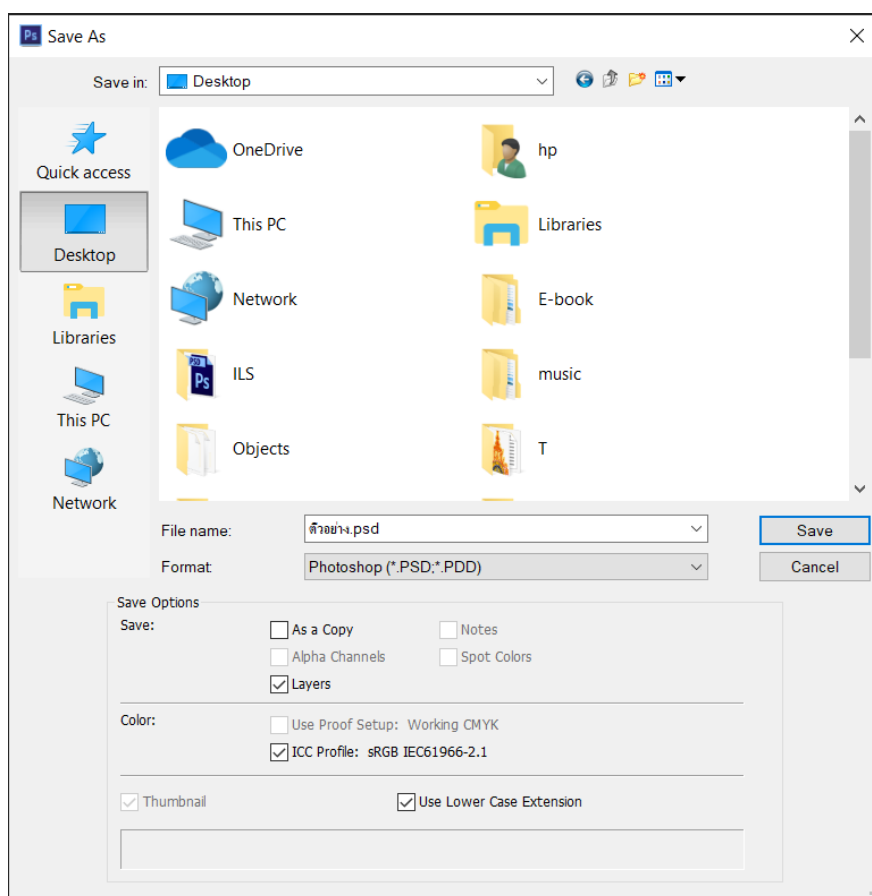 Ps Save As
Save in: Desktop
Quick access
Desktop
Libraries
This PC
Network
OneDrive hp
This PC Libraries
Network E-book
PSD Ps ILS music
Objects T
File name: ตัวอย่าง.psd Save
Format: Photoshop (*.PSD;*.PDD) Cancel
Save Options
Save: As a Copy Notes
Alpha Channels Spot Colors
Layers
Color: Use Proof Setup: Working CMYK
ICC Profile: sRGB IEC61966-2.1
Thumbnail Use Lower Case Extension